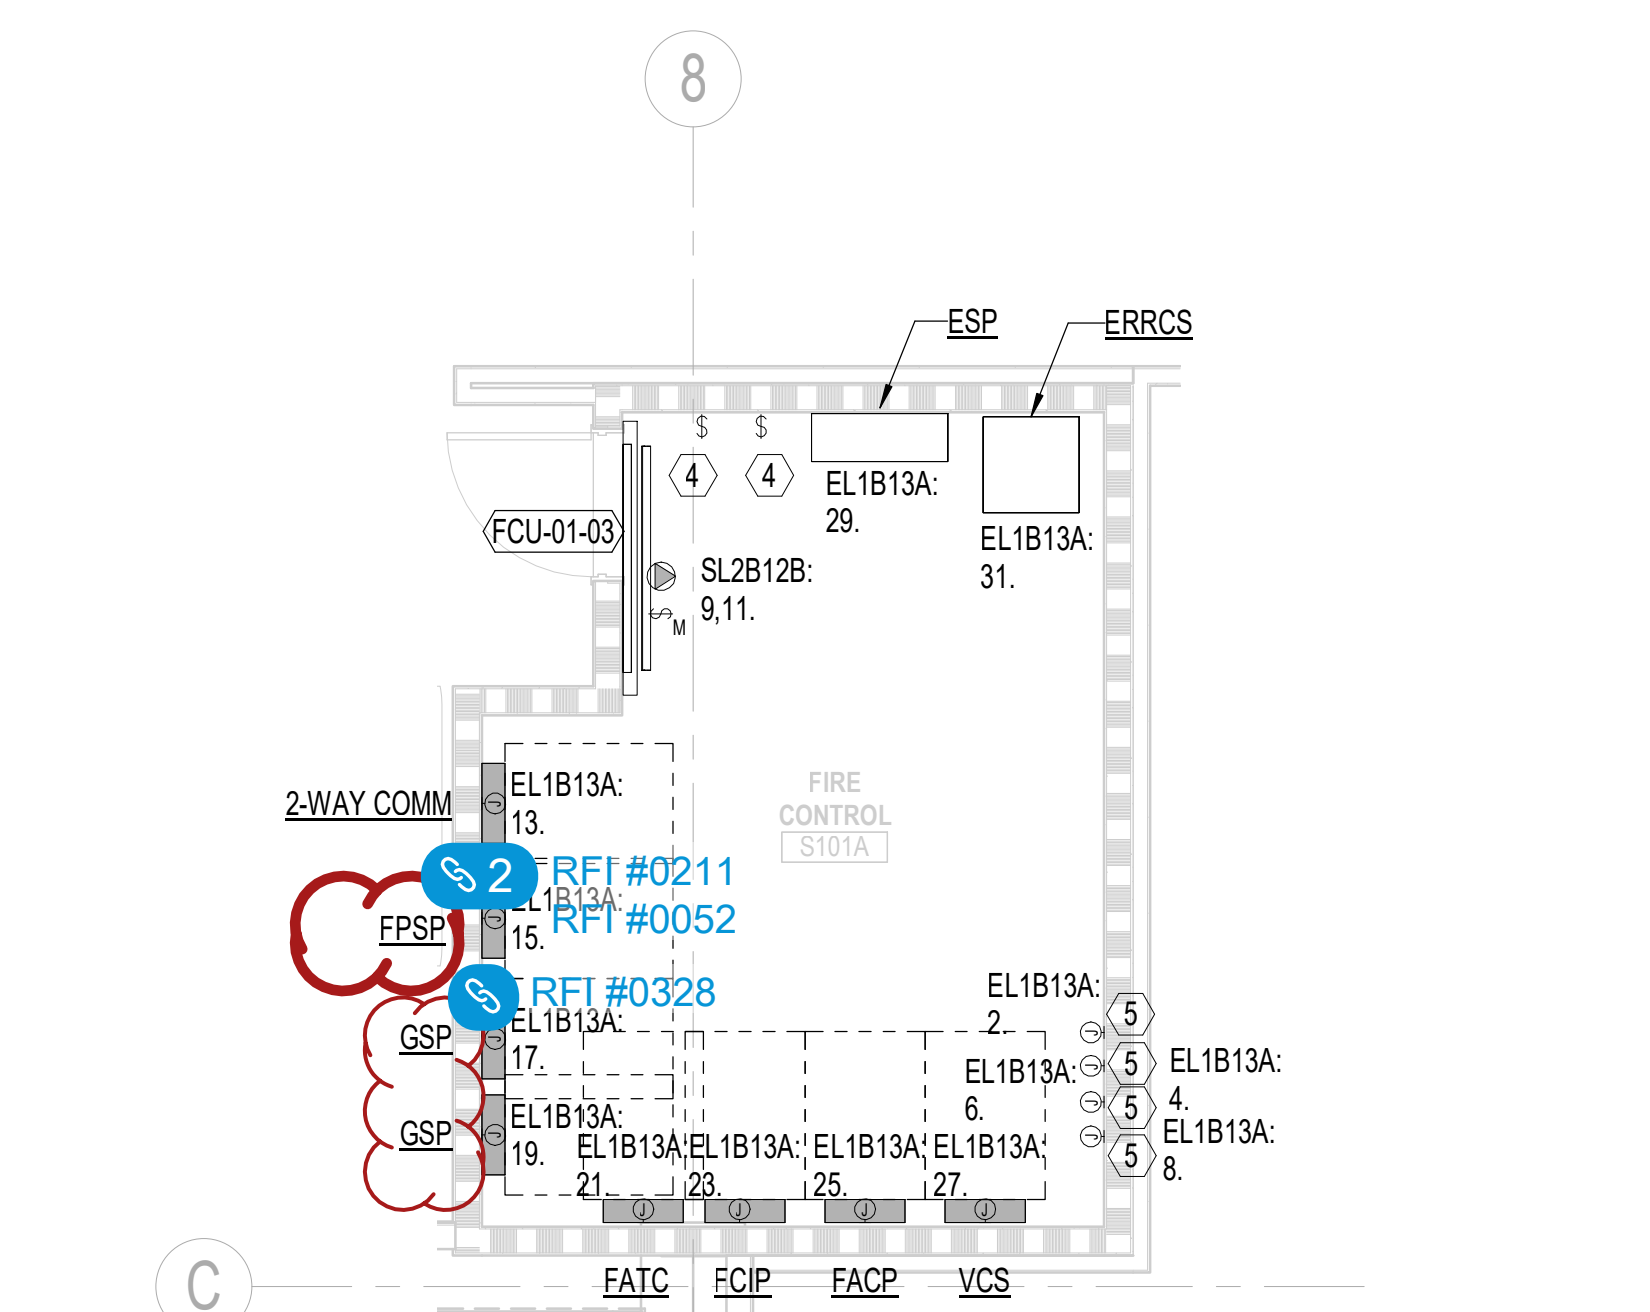 8
ESP
ERRCS
$
$
4
4
EL1B13A:
29.
EL1B13A:
31.
FCU-01-03
SL2B12B:
9,11.
$
M
2-WAY COMM
J
EL1B13A:
13.
FIRE
CONTROL
S101A
2
RFI #0211
RFI #0052
FPSP
J
EL1B13A:
15.
RFI #0328
GSP
J
EL1B13A:
17.
GSP
J
EL1B13A:
19.
EL1B13A:
2.
J
5
EL1B13A:
6.
J
5
EL1B13A:
4.
J
5
EL1B13A:
8.
J
5
EL1B13A:
21.
EL1B13A:
23.
EL1B13A:
25.
EL1B13A:
27.
J
J
J
J
FATC
FCIP
FACP
VCS
C